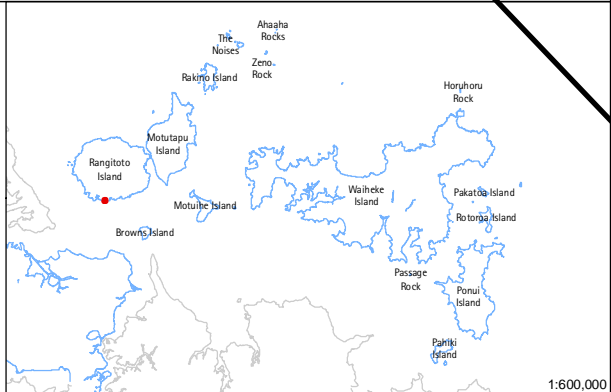 Ahaaha
Rocks
The
Noises
Zeno
Rock
Rakino Island
Horuhoru
Rock
Motutapu
Island
Rangitoto
Island
Waiheke
Island
Pakatoa Island
Motuihe Island
Rotoroa Island
Browns Island
Passage
Rock
Ponui
Island
Pahiki
Island
1:600,000